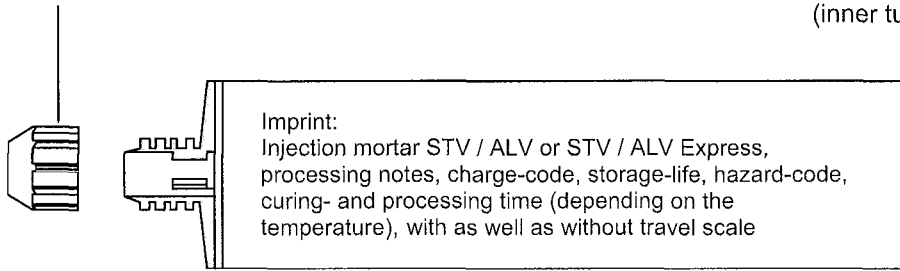 (inner
Imprint:
Injection mortar STV / ALV or STV / ALV Express,
processing notes, charge-code, storage-life, hazard-code,
curing- and processing time (depending on the
temperature), with as well as without travel scale